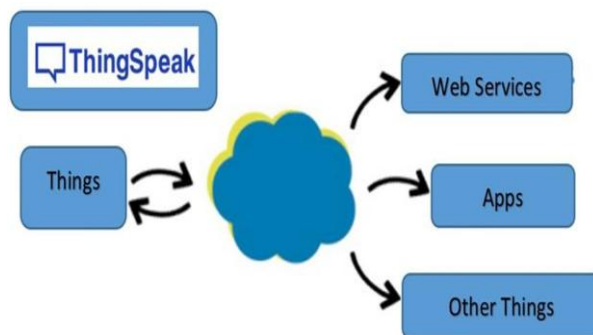 ThingSpeak
Web Services
Things
Apps
Other Things